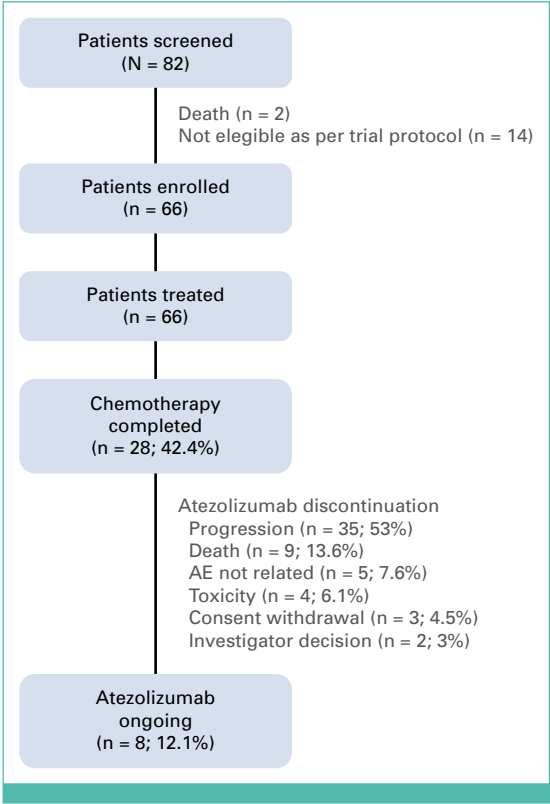 Patients screened
(N = 82)
Death (n = 2)
Not elegible as per trial protocol (n = 14)
Patients enrolled
(n = 66)
Patients treated
(n = 66)
Chemotherapy
completed
(n = 28; 42.4%)
Atezolizumab discontinuation
Progression (n = 35; 53%)
Death (n = 9; 13.6%)
AE not related (n = 5; 7.6%)
Toxicity (n = 4; 6.1%)
Consent withdrawal (n = 3; 4.5%)
Investigator decision (n = 2; 3%)
Atezolizumab
ongoing
(n = 8; 12.1%)